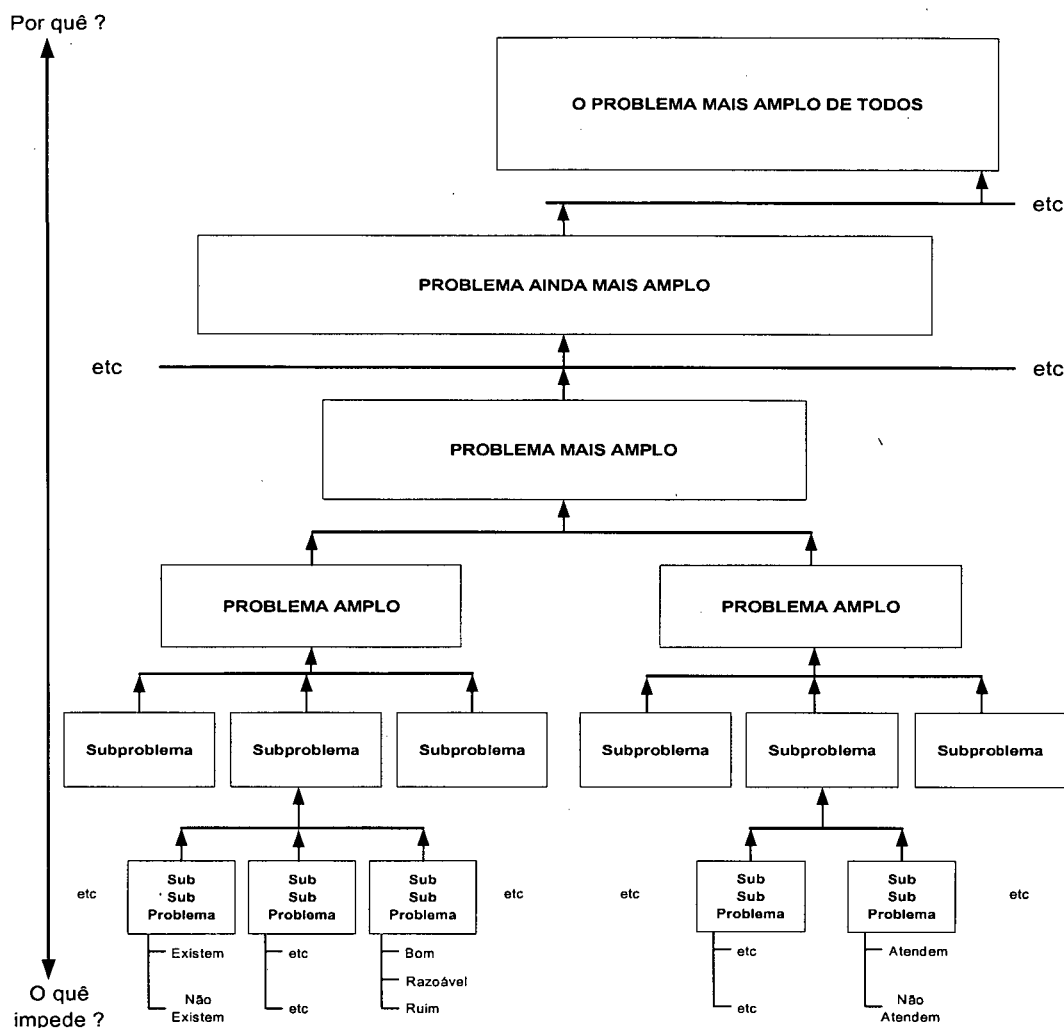 Por quê ?
O PROBLEMA MAIS AMPLO DE TODOS
etc
PROBLEMA AINDA MAIS AMPLO
etc
etc
PROBLEMA MAIS AMPLO
PROBLEMA AMPLO
PROBLEMA AMPLO
Subproblema
Subproblema
Subproblema
Subproblema
Subproblema
Subproblema
etc
Sub
Sub
Problema
Sub
Sub
Problema
Sub
Sub
Problema
etc
etc
Sub
Sub
Problema
Sub
Sub
Problema
etc
Existem
Não
Existem
etc
etc
Bom
Razoável
Ruim
etc
etc
Atendem
Não
Atendem
O quê
impede ?